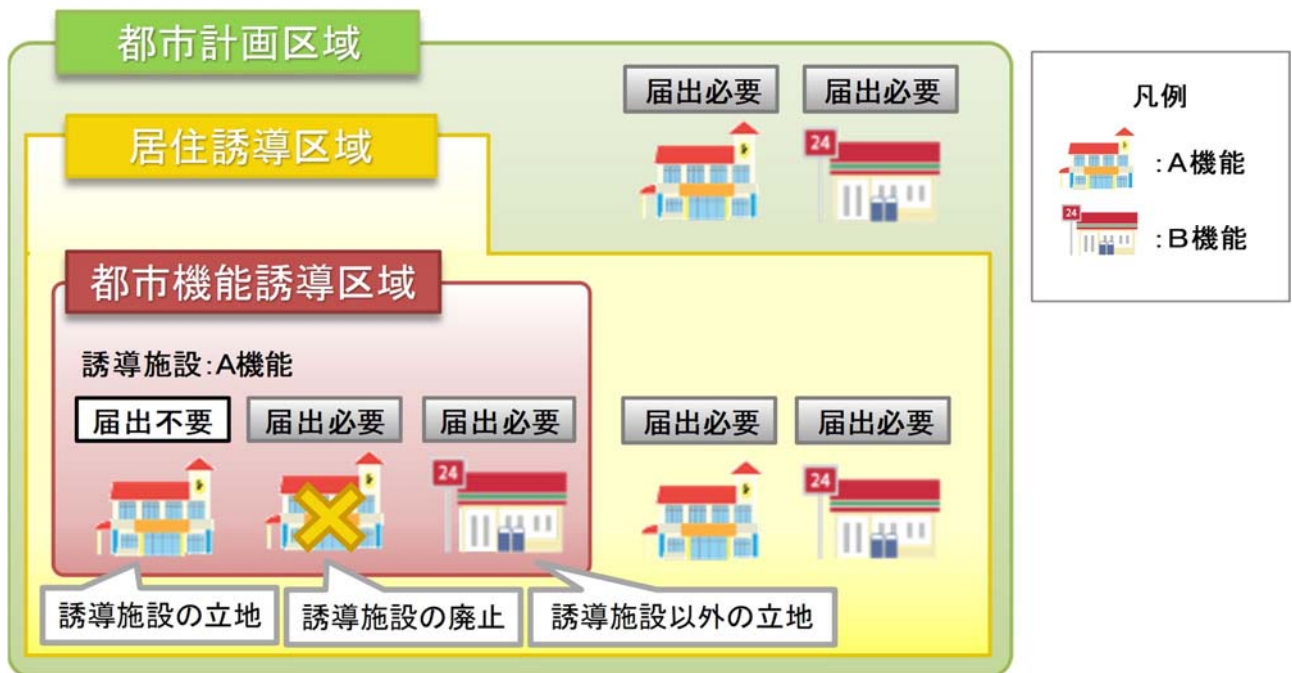 都市計画区域
届出必要
届出必要
24
居住誘導区域
都市機能誘導区域
誘導施設:A機能
届出不要
届出必要
届出必要
届出必要
届出必要
24
24
誘導施設の立地
誘導施設の廃止
誘導施設以外の立地
凡例
:A機能
24
:B機能